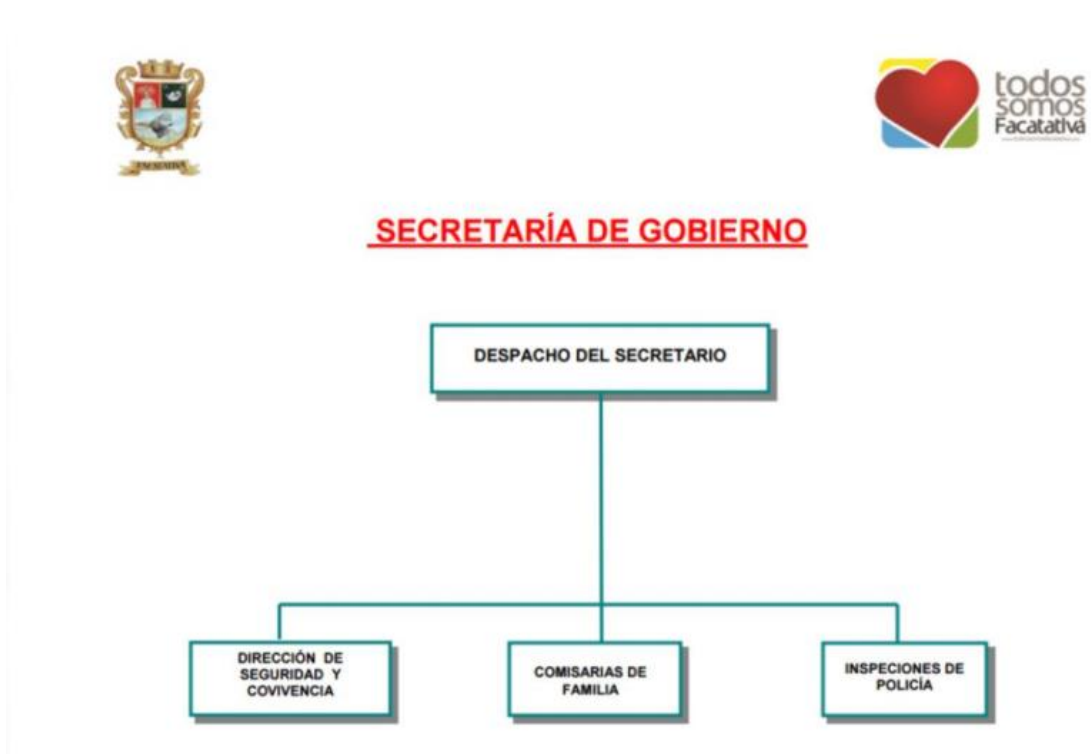 FACATATIVÁ
todos
somos
Facatativá
SECRETARÍA DE GOBIERNO
DESPACHO DEL SECRETARIO
DIRECCIÓN DE
SEGURIDAD Y
COVIVENCIA
COMISARIAS DE
FAMILIA
INSPECIONES DE
POLICÍA